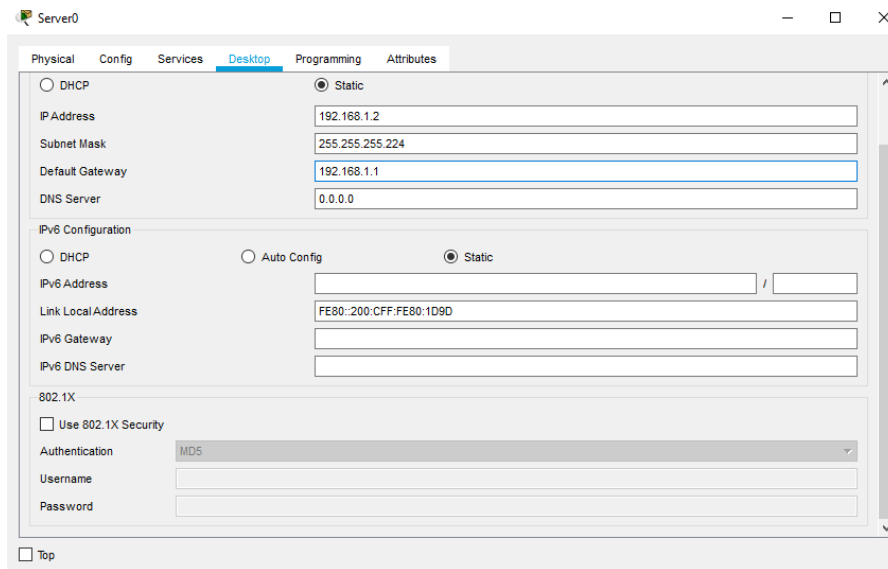 Server0
Physical Config Services Desktop Programming Attributes
DHCP Static
IP Address 192.168.1.2
Subnet Mask 255.255.255.224
Default Gateway 192.168.1.1
DNS Server 0.0.0.0
IPv6 Configuration
DHCP Auto Config Static
IPv6 Address /
Link Local Address FE80::200:CFF:FE80:1D9D
IPv6 Gateway
IPv6 DNS Server
802.1X
Use 802.1X Security
Authentication MD5
Username
Password
Top